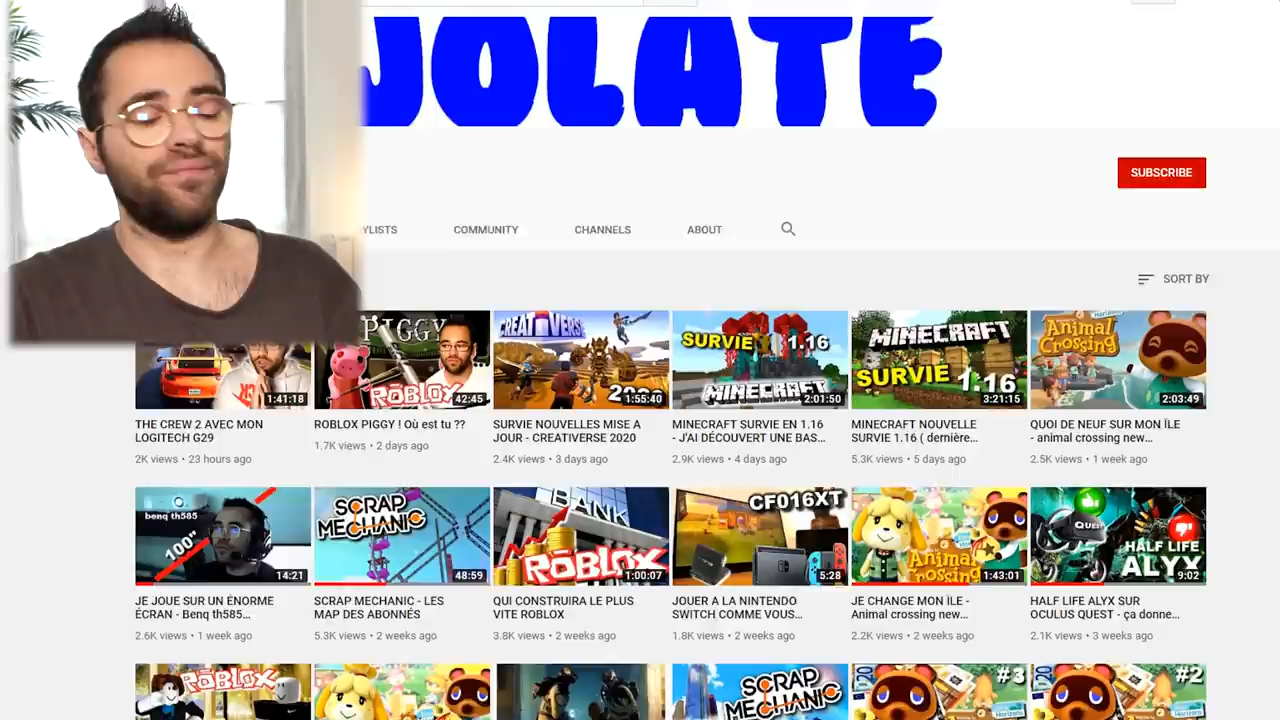 JOLATE
SUBSCRIBE
YLISTS COMMUNITY CHANNELS ABOUT
SORT BY
PIGGY
ROBLOX
42:45
1:41:18
CREATIVERSE
1:55:40
SURVIE 1.16
MINECRAFT
2:01:50
MINECRAFT
SURVIE 1.16
3:21:15
Animal
Crossing
2:03:49
THE CREW 2 AVEC MON
LOGITECH G29
2K views • 23 hours ago
ROBLOX PIGGY ! Où est tu ??
1.7K views • 2 days ago
SURVIE NOUVELLES MISE A
JOUR - CREATIVERSE 2020
2.4K views • 3 days ago
MINECRAFT SURVIE EN 1.16
- J'AI DÉCOUVERT UNE BAS...
2.9K views • 4 days ago
MINECRAFT NOUVELLE
SURVIE 1.16 ( dernière...
5.3K views • 5 days ago
QUOI DE NEUF SUR MON ÎLE
- animal crossing new...
2.5K views • 1 week ago
benq th585
100"
14:21
SCRAP
MECHANIC
48:59
BANK
ROBLOX
1:00:07
CF016XT
5:28
Animal
Crossing
1:43:01
Quest
HALF LIFE
ALYX
9:02
JE JOUE SUR UN ÉNORME
ÉCRAN - Benq th585...
2.6K views • 1 week ago
SCRAP MECHANIC - LES
MAP DES ABONNÉS
5.3K views • 2 weeks ago
QUI CONSTRUIRA LE PLUS
VITE ROBLOX
3.8K views • 2 weeks ago
JOUER A LA NINTENDO
SWITCH COMME VOUS...
1.8K views • 2 weeks ago
JE CHANGE MON ÎLE -
Animal crossing new...
2.2K views • 2 weeks ago
HALF LIFE ALYX SUR
OCULUS QUEST - ça donne...
2.1K views • 3 weeks ago
ROBLOX
SCRAP
MECHANIC
#3
#2